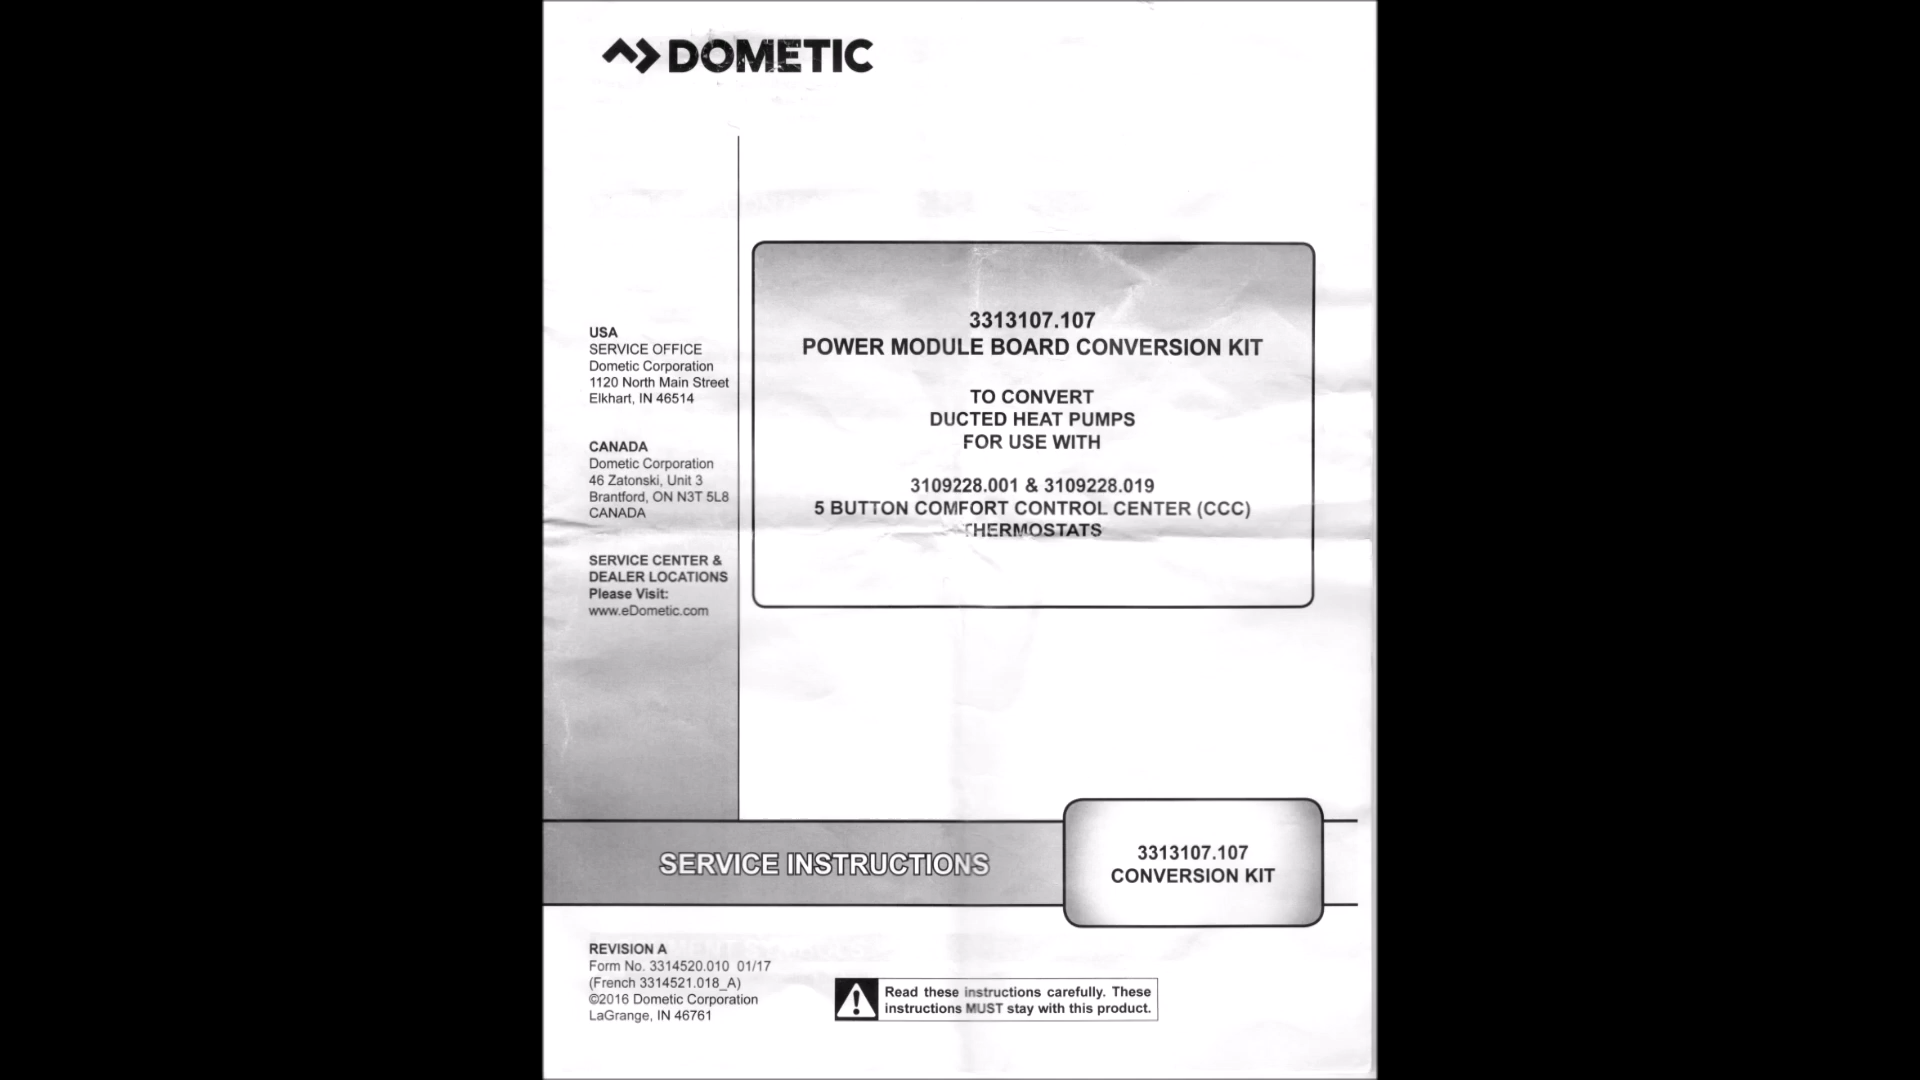 DOMETIC
USA
SERVICE OFFICE
Dometic Corporation
1120 North Main Street
Elkhart, IN 46514
CANADA
Dometic Corporation
46 Zatonski, Unit 3
Brantford, ON N3T 5L8
CANADA
SERVICE CENTER &
DEALER LOCATIONS
Please Visit:
www.eDometic.com
3313107.107
POWER MODULE BOARD CONVERSION KIT
TO CONVERT
DUCTED HEAT PUMPS
FOR USE WITH
3109228.001 & 3109228.019
5 BUTTON COMFORT CONTROL CENTER (CCC)
THERMOSTATS
SERVICE INSTRUCTIONS
3313107.107
CONVERSION KIT
REVISION A
Form No. 3314520.010 01/17
(French 3314521.018_A)
©2016 Dometic Corporation
LaGrange, IN 46761
Read these instructions carefully. These
instructions MUST stay with this product.